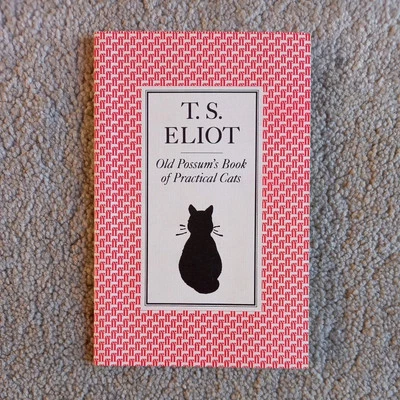 T. S.
ELIOT
Old Possum's Book
of Practical Cats